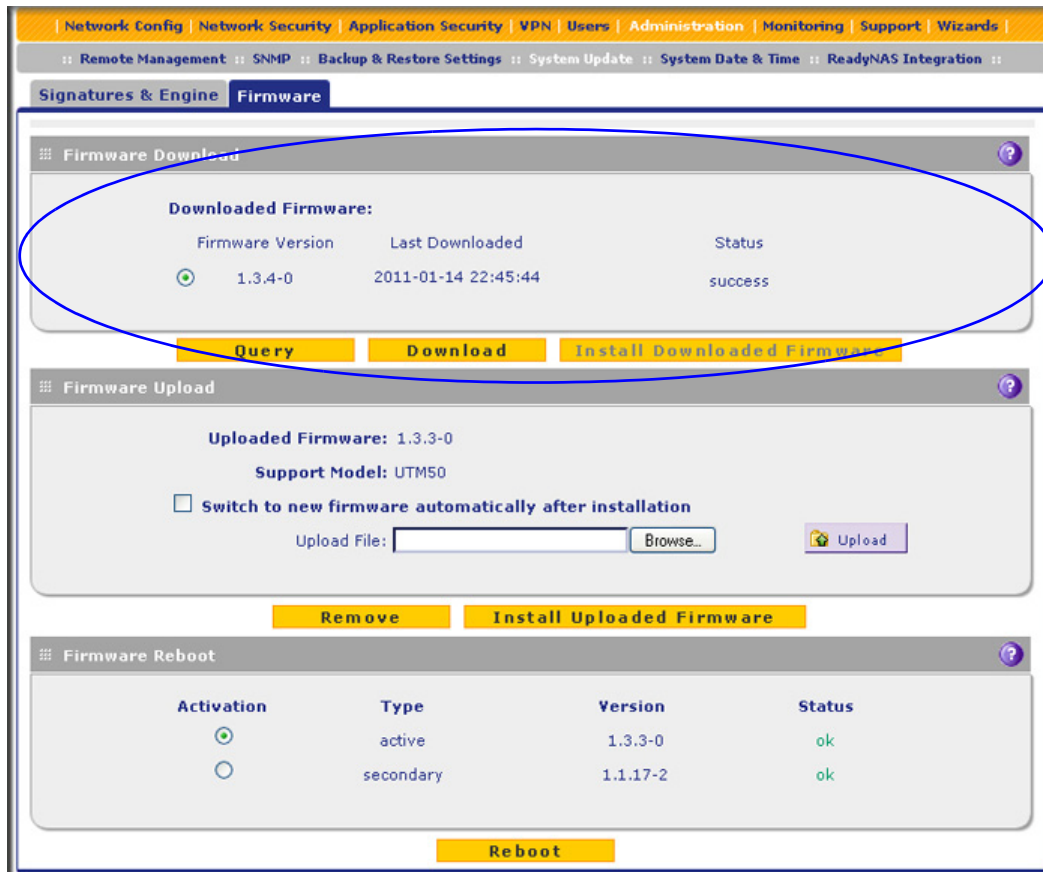 | Network Config | Network Security | Application Security | VPN | Users | Administration | Monitoring | Support | Wizards |
:: Remote Management :: SNMP :: Backup & Restore Settings :: System Update :: System Date & Time :: ReadyNAS Integration ::
Signatures & Engine Firmware
Firmware Download ?
Downloaded Firmware:
Firmware Version Last Downloaded Status
1.3.4-0 2011-01-14 22:45:44 success
Query Download Install Downloaded Firmware
Firmware Upload ?
Uploaded Firmware: 1.3.3-0
Support Model: UTM50
Switch to new firmware automatically after installation
Upload File: Browse... Upload
Remove Install Uploaded Firmware
Firmware Reboot ?
Activation Type Version Status
active 1.3.3-0 ok
secondary 1.1.17-2 ok
Reboot